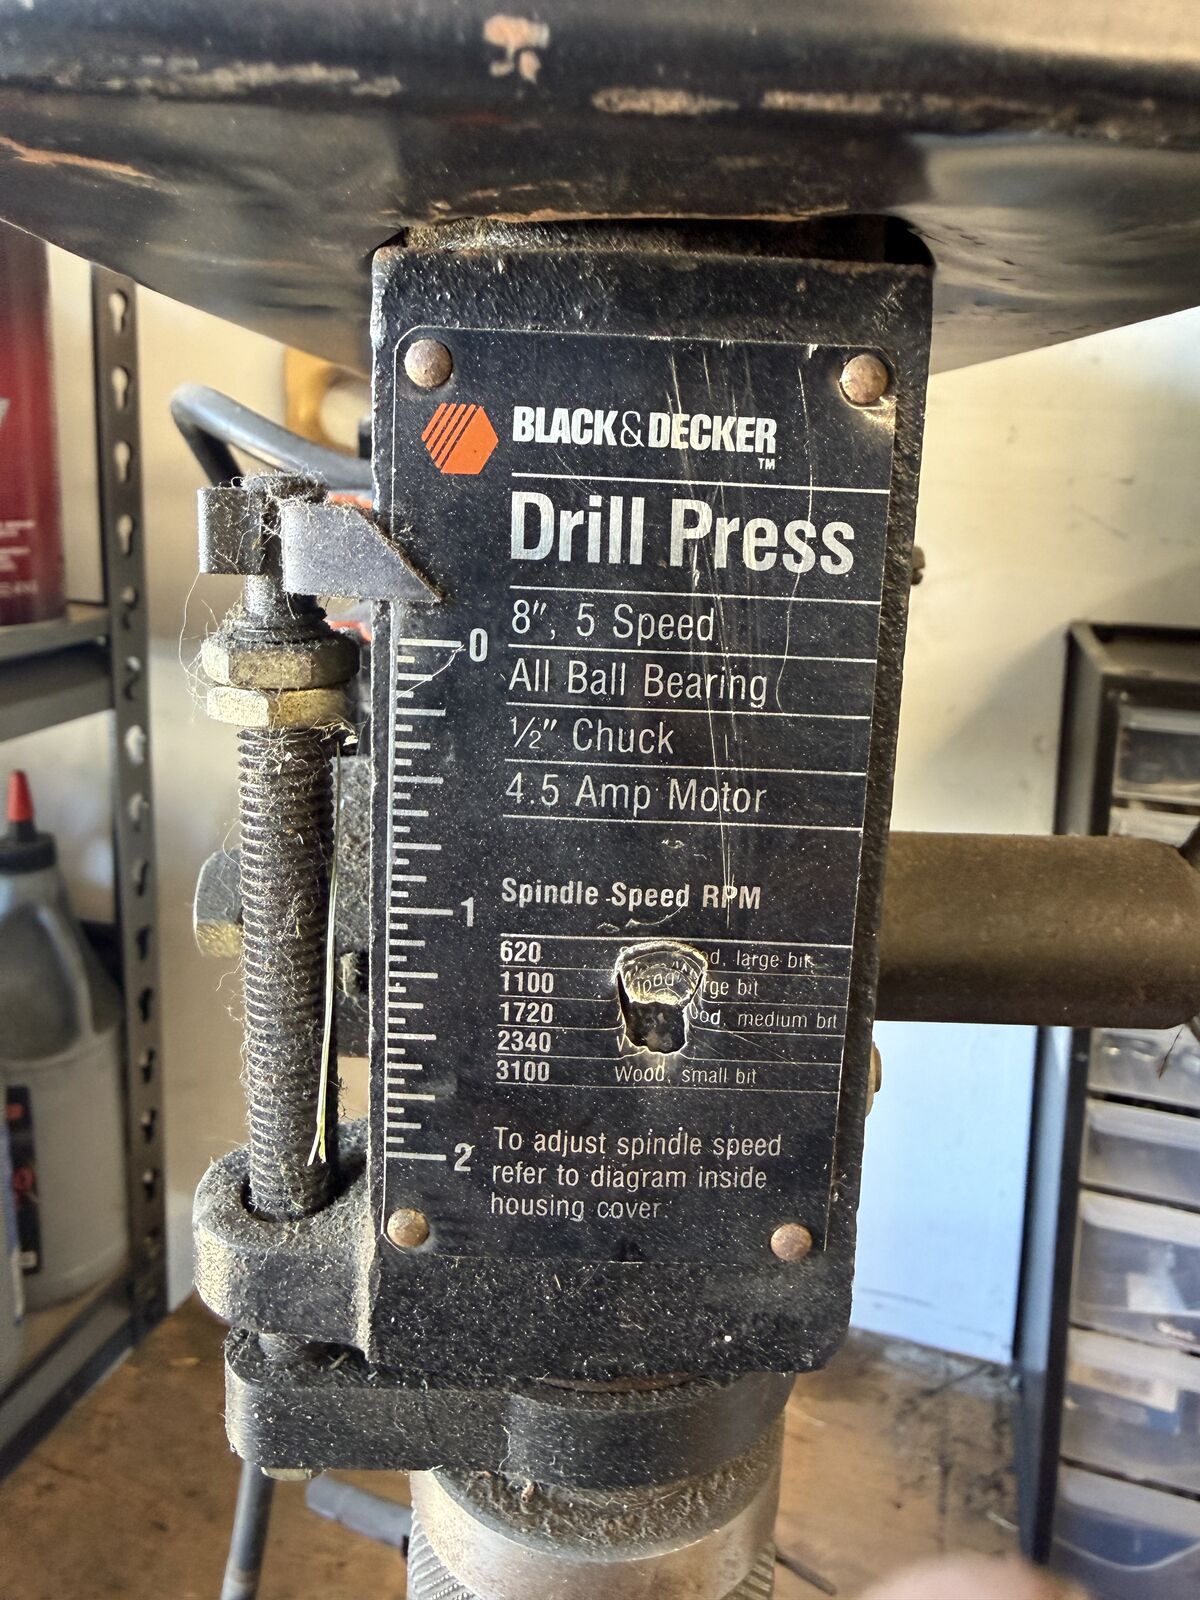 BLACK & DECKER
TM
Drill Press
8", 5 Speed
All Ball Bearing
½" Chuck
4.5 Amp Motor
0
1
2
Spindle Speed RPM
620 large bit
1100 bit
1720 medium bit
2340
3100 Wood, small bit
To adjust spindle speed
refer to diagram inside
housing cover.